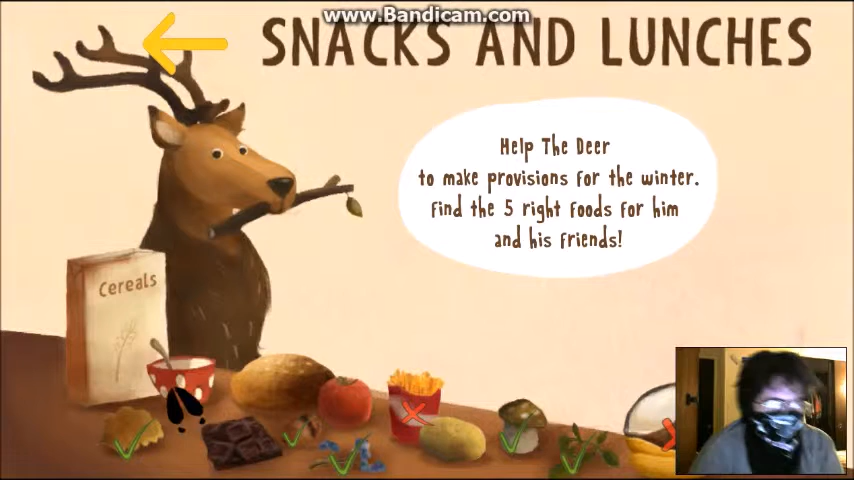 www.Bandicam.com
SNACKS AND LUNCHES
Help The Deer
to make provisions for the winter.
Find the 5 right foods for him
and his friends!
Cereals